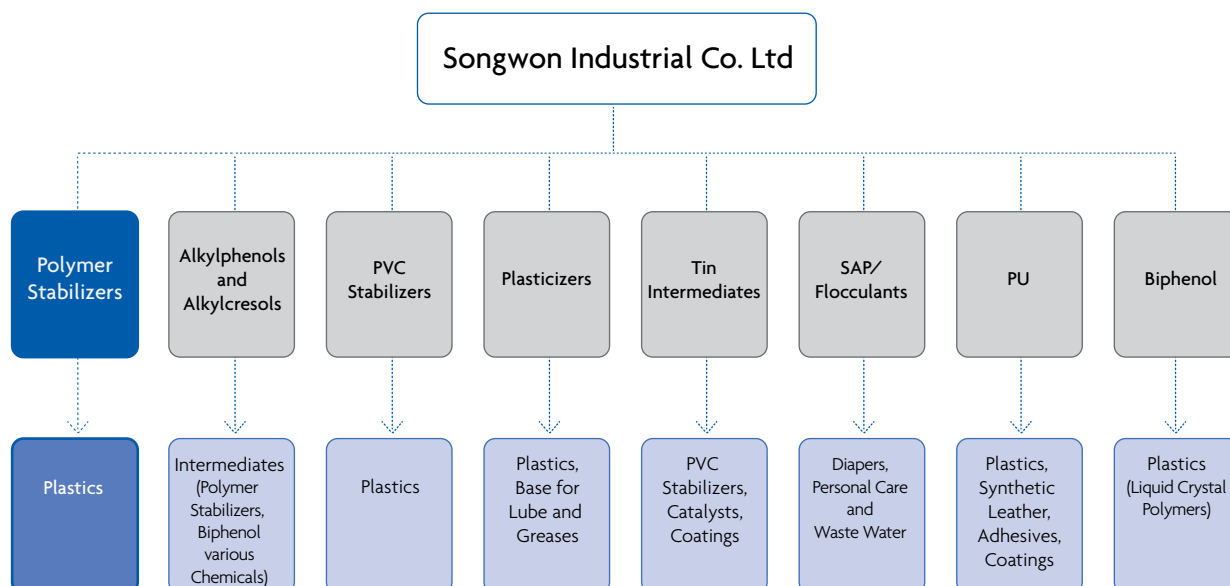 Songwon Industrial Co. Ltd
Polymer
Stabilizers
Alkylphenols
and
Alkylcresols
PVC
Stabilizers
Plasticizers
Tin
Intermediates
SAP/
Flocculants
PU
Biphenol
Plastics
Intermediates
(Polymer
Stabilizers,
Biphenol
various
Chemicals)
Plastics
Plastics,
Base for
Lube and
Greases
PVC
Stabilizers,
Catalysts,
Coatings
Diapers,
Personal Care
and
Waste Water
Plastics,
Synthetic
Leather,
Adhesives,
Coatings
Plastics
(Liquid Crystal
Polymers)